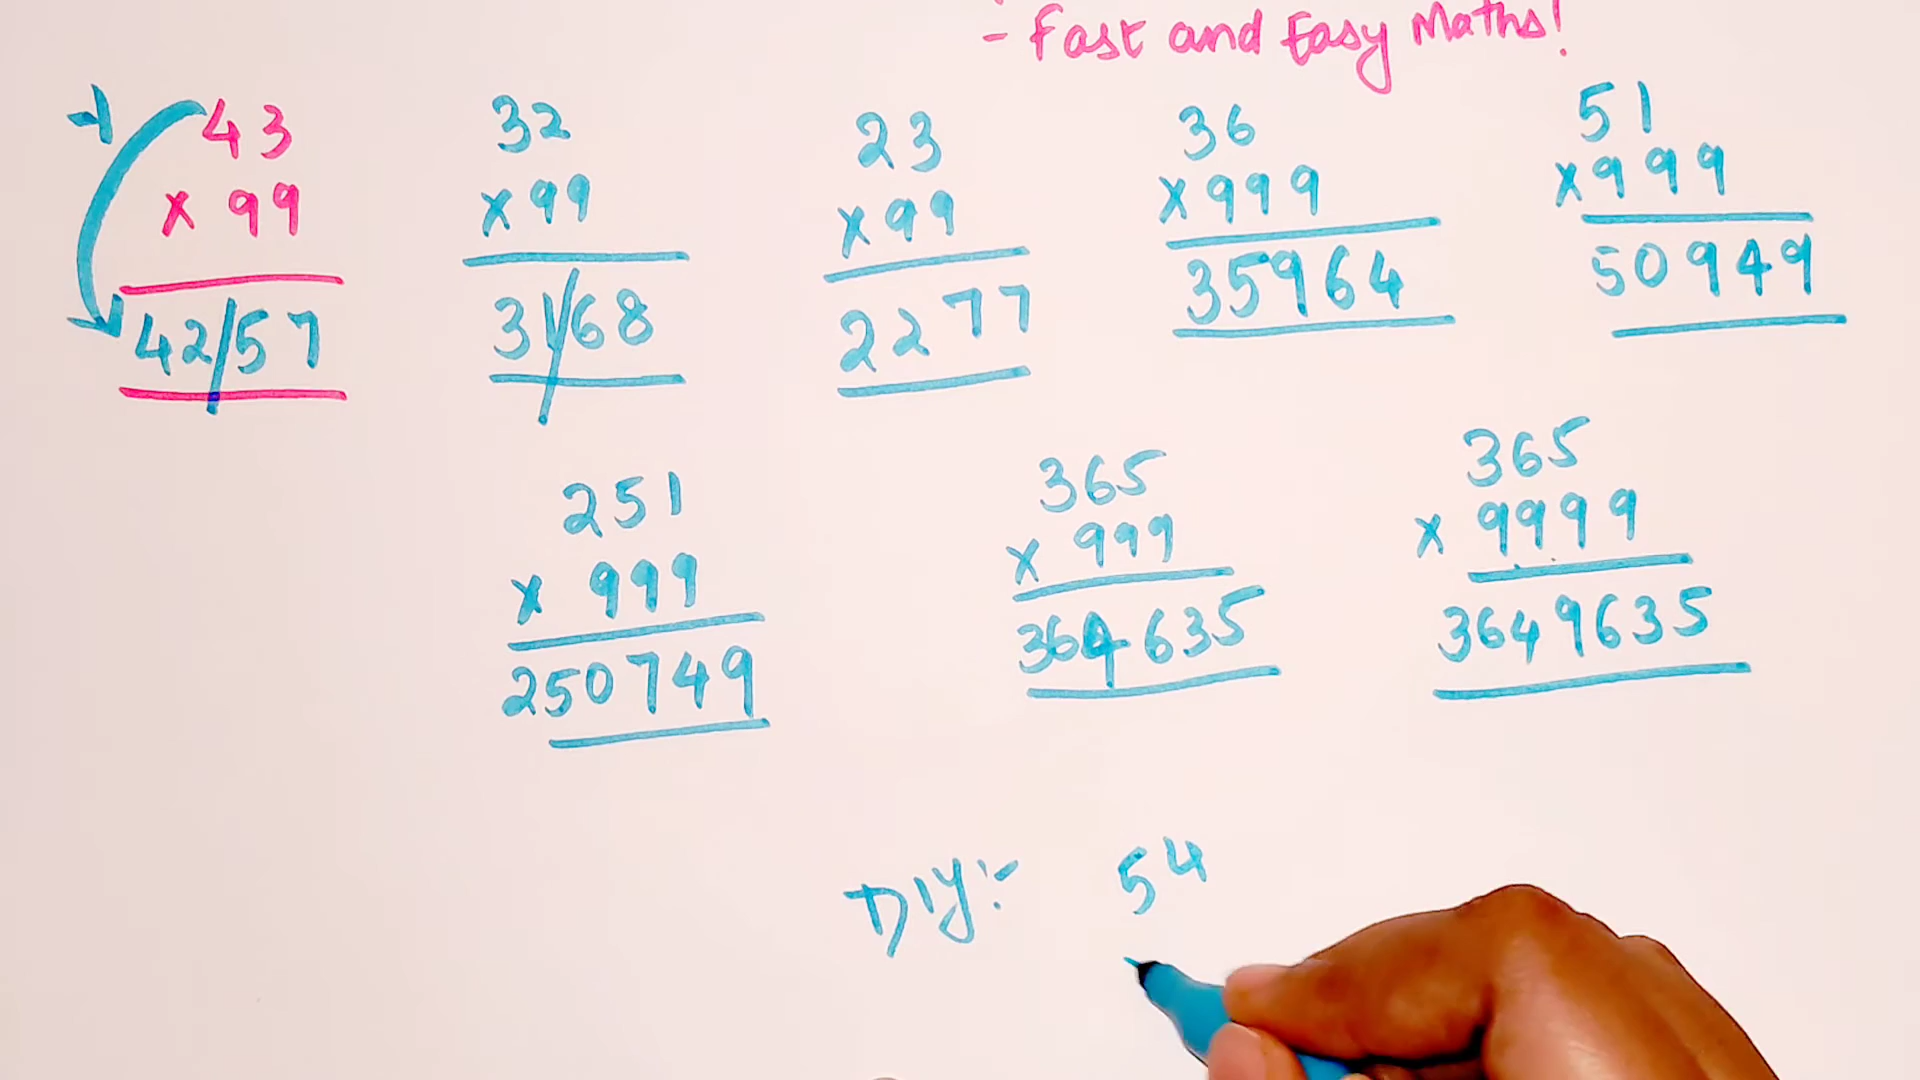 - Fast and Easy Maths!
-1 43
x 99
42/57
32
x 99
31/68
23
x 99
2277
36
x 999
35964
51
x 999
50949
251
x 999
250749
365
x 999
364635
365
x 9999
3649635
DIY:- 54